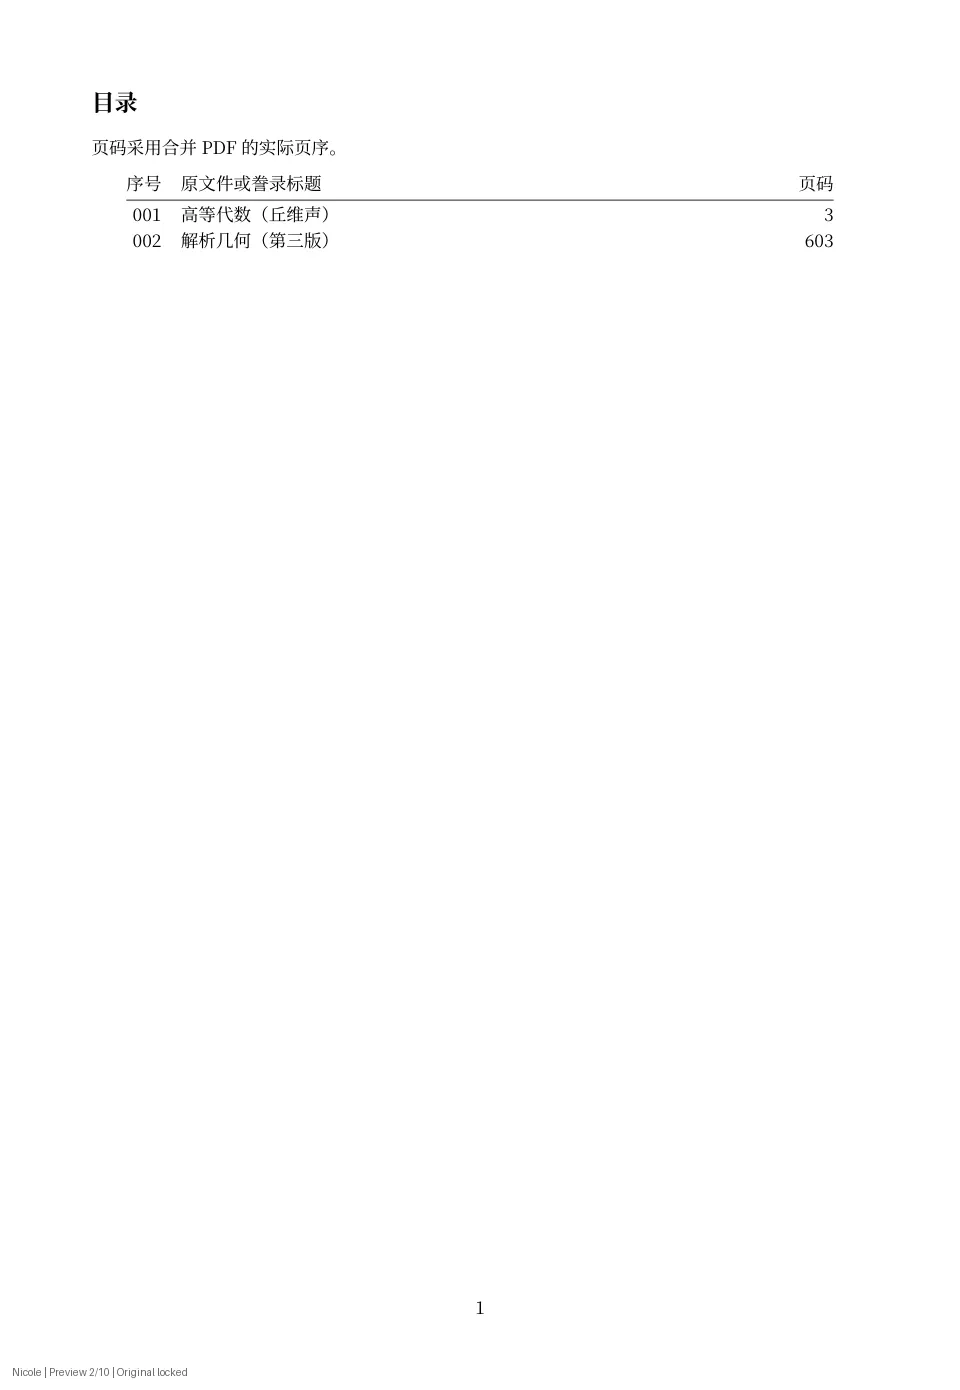 目录
页码采用合并 PDF 的实际页序。
序号 原文件或誊录标题 页码
001 高等代数（丘维声） 3
002 解析几何（第三版） 603
1
Nicole | Preview 2/10 | Original locked